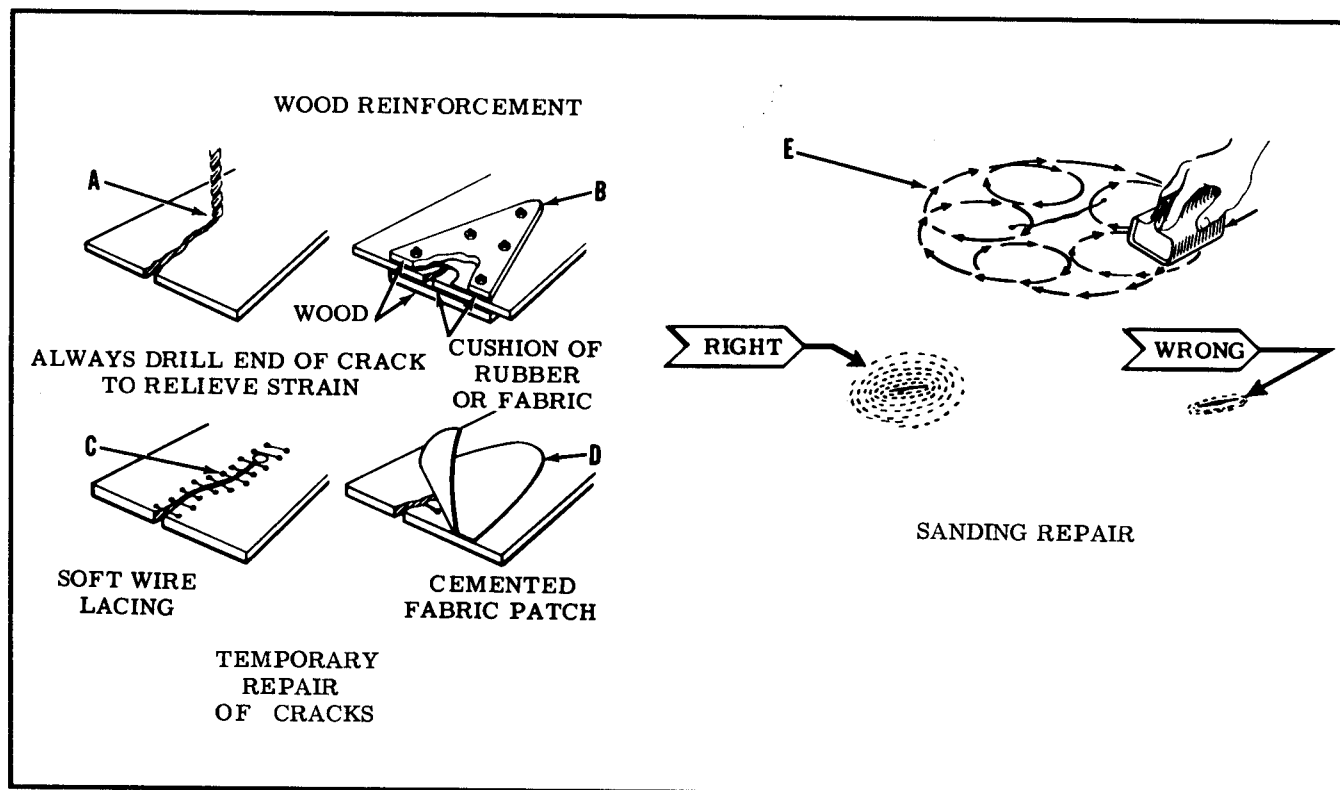 WOOD REINFORCEMENT
A
B
WOOD
ALWAYS DRILL END OF CRACK
TO RELIEVE STRAIN
CUSHION OF
RUBBER
OR FABRIC
C
D
SOFT WIRE
LACING
CEMENTED
FABRIC PATCH
TEMPORARY
REPAIR
OF CRACKS
E
RIGHT
WRONG
SANDING REPAIR